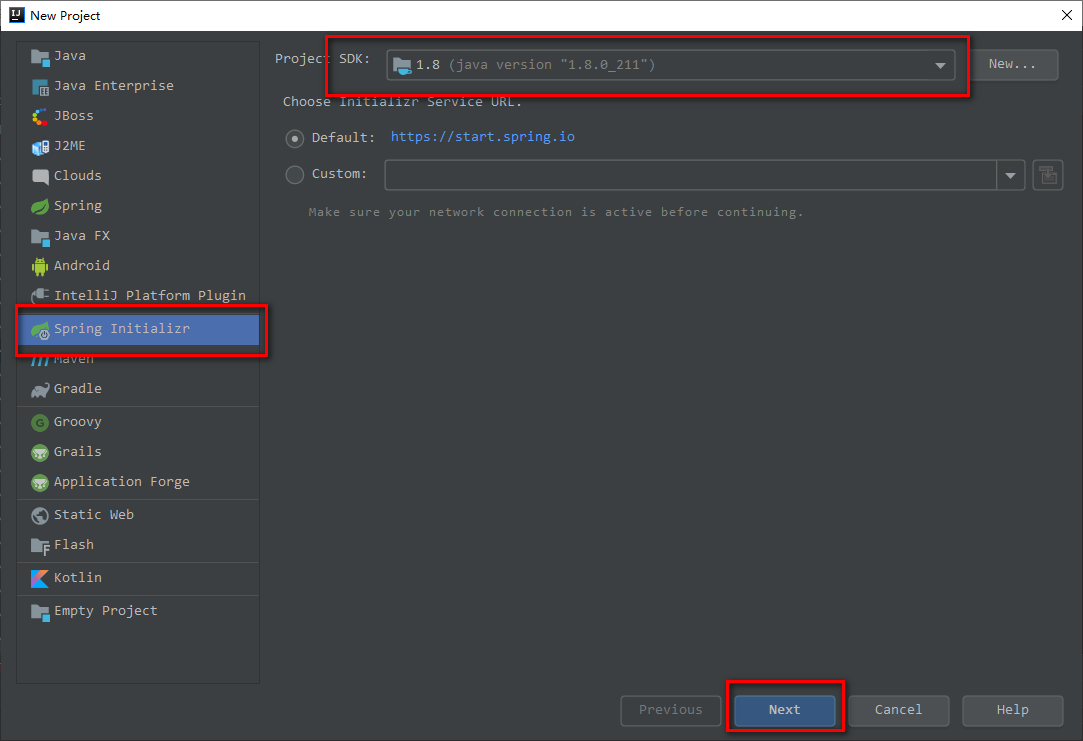 New Project
Java
Java Enterprise
JBoss
J2ME
Clouds
Spring
Java FX
Android
IntelliJ Platform Plugin
Spring Initializr
Maven
Gradle
Groovy
Grails
Application Forge
Static Web
Flash
Kotlin
Empty Project
Project SDK: 1.8 (java version "1.8.0_211") New...
Choose Initializr Service URL.
Default: https://start.spring.io
Custom:
Make sure your network connection is active before continuing.
Previous Next Cancel Help